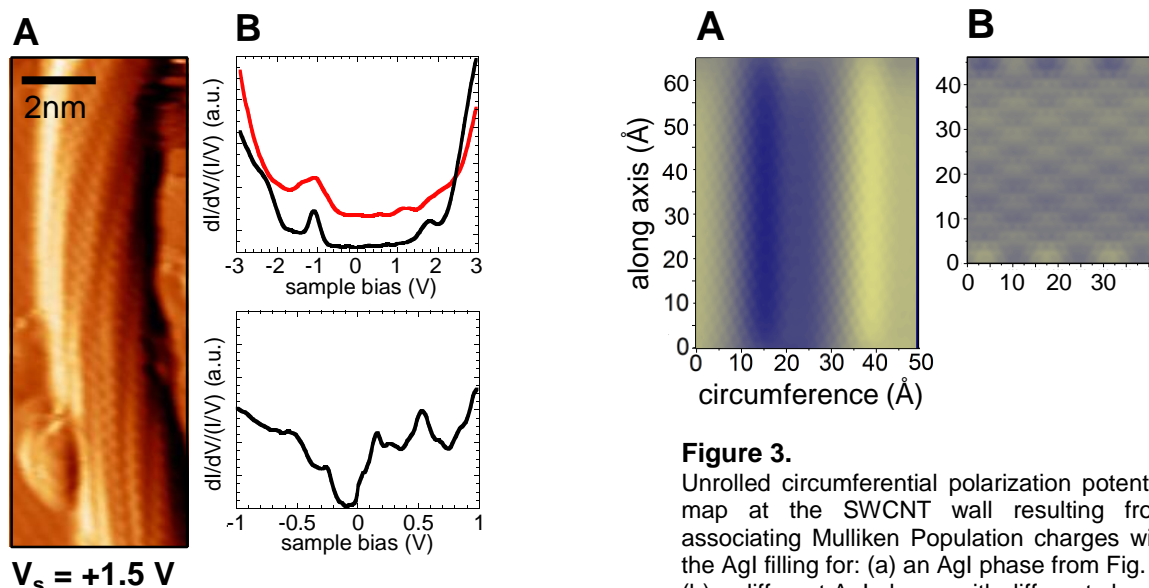 A
B
2nm
dI/dV/(I/V) (a.u.)
-3 -2 -1 0 1 2 3
sample bias (V)
dI/dV/(I/V) (a.u.)
-1 -0.5 0 0.5 1
sample bias (V)
Vs = +1.5 V
A
B
along axis (Å)
60
50
40
30
20
10
0
0 10 20 30 40 50
circumference (Å)
40
30
20
10
0
0 10 20 30
Figure 3.
Unrolled circumferential polarization potent
map at the SWCNT wall resulting fro
associating Mulliken Population charges wi
the AgI filling for: (a) an AgI phase from Fig.